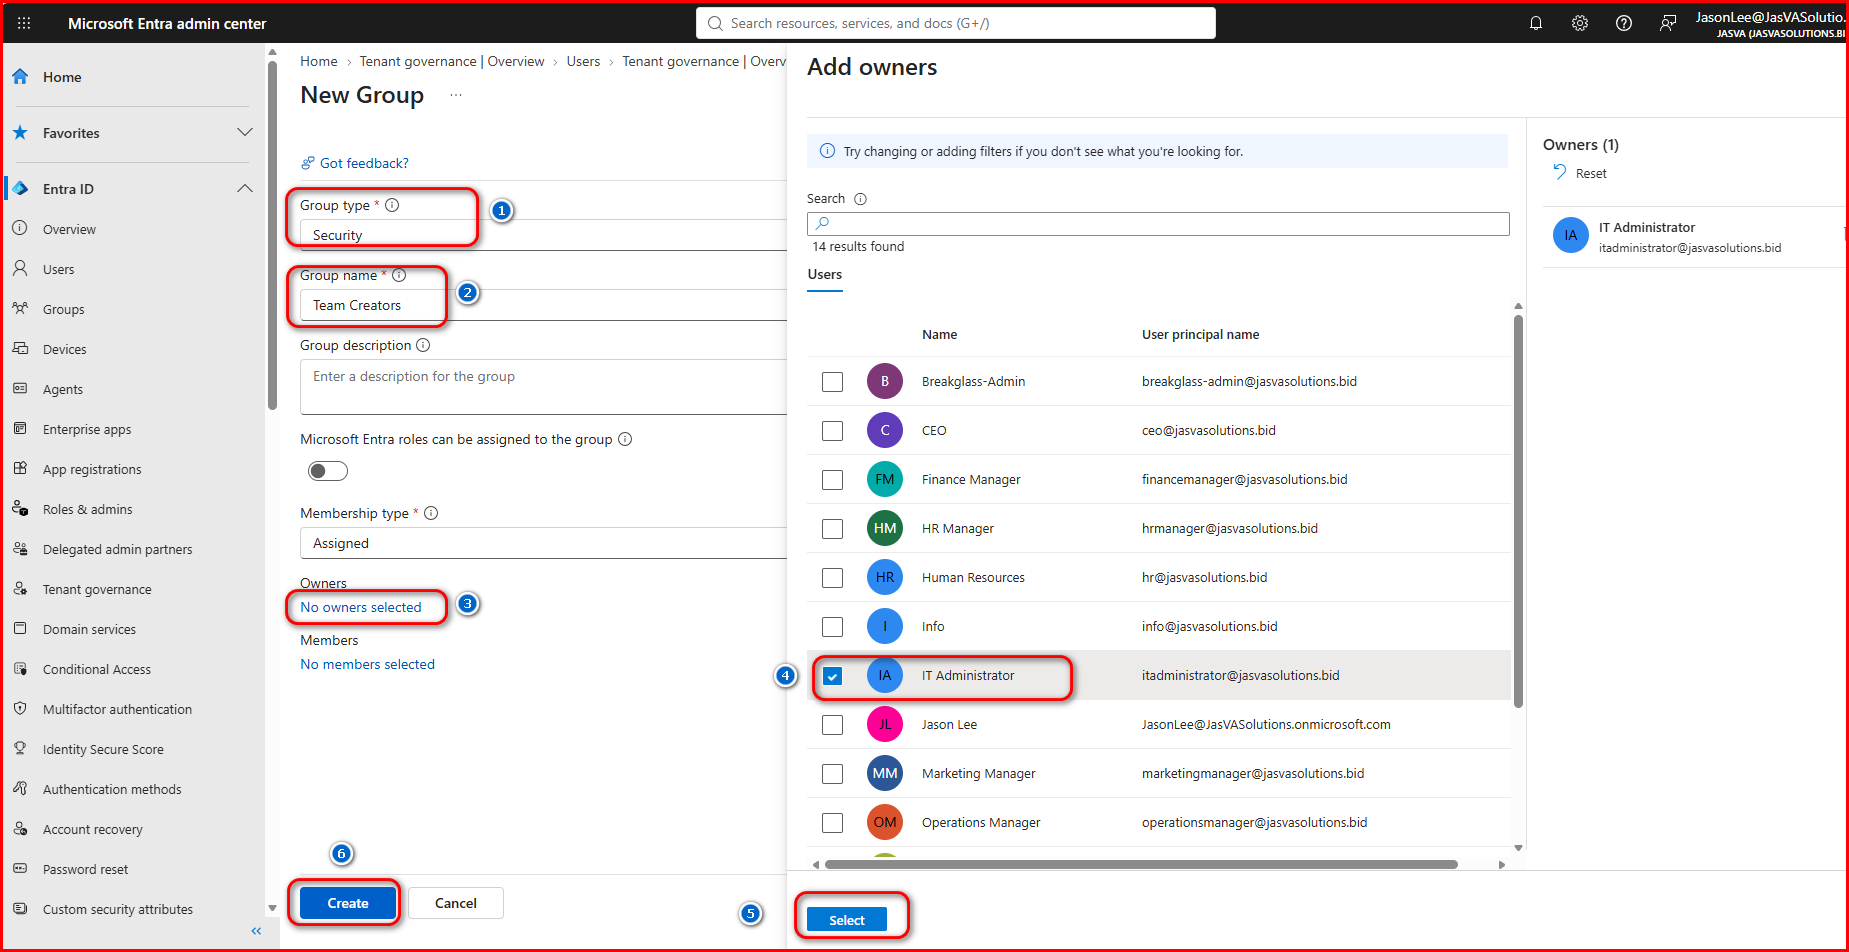 Microsoft Entra admin center
Search resources, services, and docs (G+/)
JasonLee@JasVASolutio.
JASVA (JASVASOLUTIONS.BI
Home
Favorites
Entra ID
Overview
Users
Groups
Devices
Agents
Enterprise apps
App registrations
Roles & admins
Delegated admin partners
Tenant governance
Domain services
Conditional Access
Multifactor authentication
Identity Secure Score
Authentication methods
Account recovery
Password reset
Custom security attributes
«
Home › Tenant governance | Overview › Users › Tenant governance | Overv
New Group ...
Got feedback?
Group type * 
Security
1
Group name *
Team Creators
2
Group description
Enter a description for the group
Microsoft Entra roles can be assigned to the group
Membership type *
Assigned
Owners
No owners selected
3
Members
No members selected
6
Create
Cancel
Add owners
Try changing or adding filters if you don't see what you're looking for.
Search
14 results found
Users
Name User principal name
B Breakglass-Admin breakglass-admin@jasvasolutions.bid
C CEO ceo@jasvasolutions.bid
FM Finance Manager financemanager@jasvasolutions.bid
HM HR Manager hrmanager@jasvasolutions.bid
HR Human Resources hr@jasvasolutions.bid
I Info info@jasvasolutions.bid
4 IA IT Administrator itadministrator@jasvasolutions.bid
JL Jason Lee JasonLee@JasVASolutions.onmicrosoft.com
MM Marketing Manager marketingmanager@jasvasolutions.bid
OM Operations Manager operationsmanager@jasvasolutions.bid
5
Select
Owners (1)
Reset
IA IT Administrator
itadministrator@jasvasolutions.bid